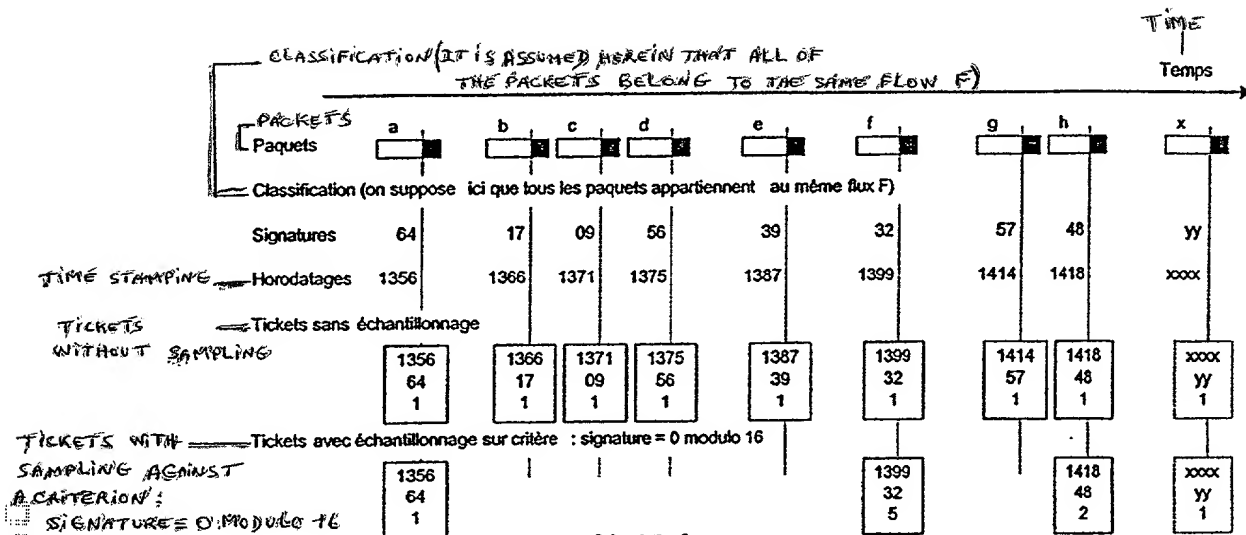 TIME
CLASSIFICATION (IT IS ASSUMED HEREIN THAT ALL OF
THE PACKETS BELONG TO THE SAME FLOW F)
Temps
PACKETS
Paquets
a b c d e f g h x
Classification (on suppose ici que tous les paquets appartiennent au même flux F)
Signatures 64 17 09 56 39 32 57 48 yy
TIME STAMPING Horodatages 1356 1366 1371 1375 1387 1399 1414 1418 xxxx
TICKETS Tickets sans échantillonnage
WITHOUT SAMPLING
1356 1366 1371 1375 1387 1399 1414 1418 xxxx
64 17 09 56 39 32 57 48 yy
1 1 1 1 1 1 1 1 1
TICKETS WITH Tickets avec échantillonnage sur critère : signature = 0 modulo 16
SAMPLING AGAINST
A CRITERION:
SIGNATURE = 0 MODULO 16
1356 1399 1418 xxxx
64 32 48 yy
1 5 2 1